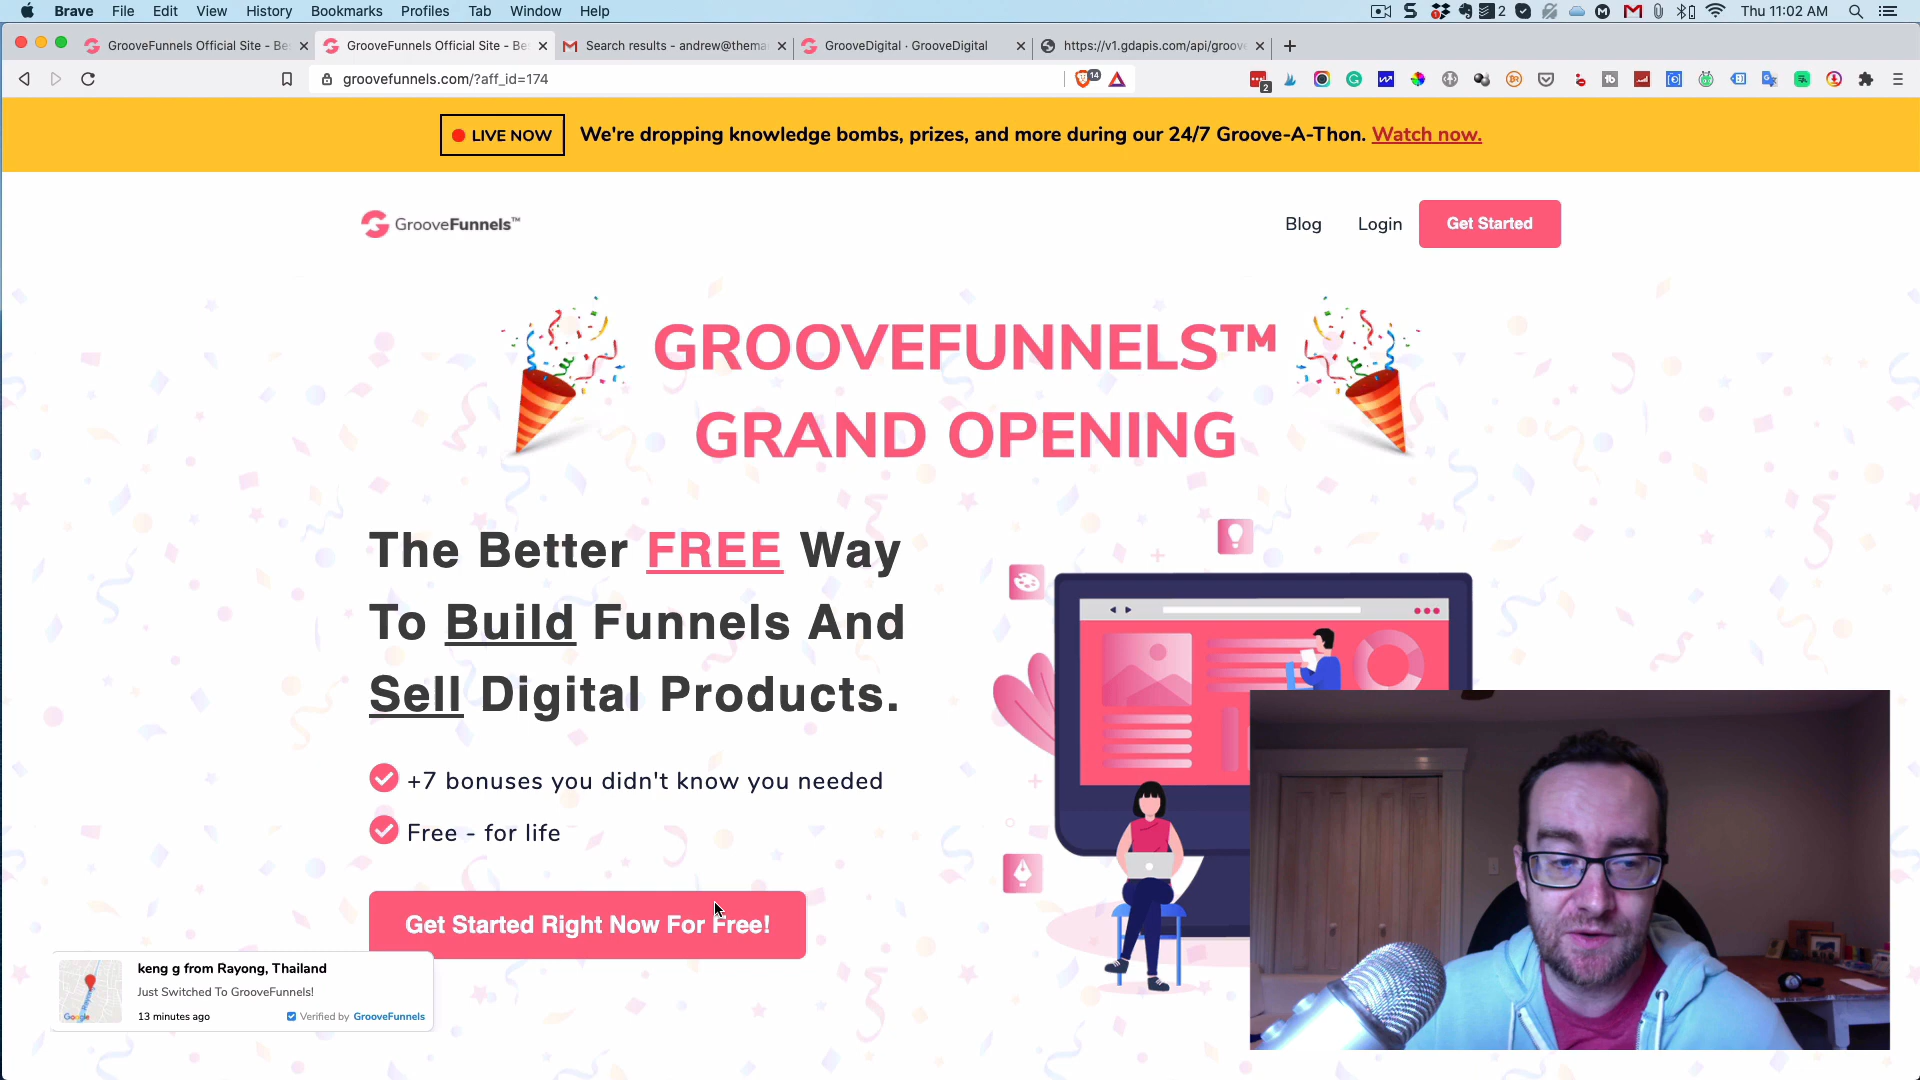 Brave File Edit View History Bookmarks Profiles Tab Window Help
2 Thu 11:02 AM
GrooveFunnels Official Site - Be
GrooveFunnels Official Site - Be
Search results - andrew@thema
GrooveDigital · GrooveDigital
https://v1.gdapis.com/api/groov
groovefunnels.com/?aff_id=174
14
2
LIVE NOW
We're dropping knowledge bombs, prizes, and more during our 24/7 Groove-A-Thon. Watch now.
GrooveFunnels™
Blog
Login
Get Started
GROOVEFUNNELS™
GRAND OPENING
The Better FREE Way
To Build Funnels And
Sell Digital Products.
+7 bonuses you didn't know you needed
Free - for life
Get Started Right Now For Free!
keng g from Rayong, Thailand
Just Switched To GrooveFunnels!
13 minutes ago
Verified by GrooveFunnels
Google